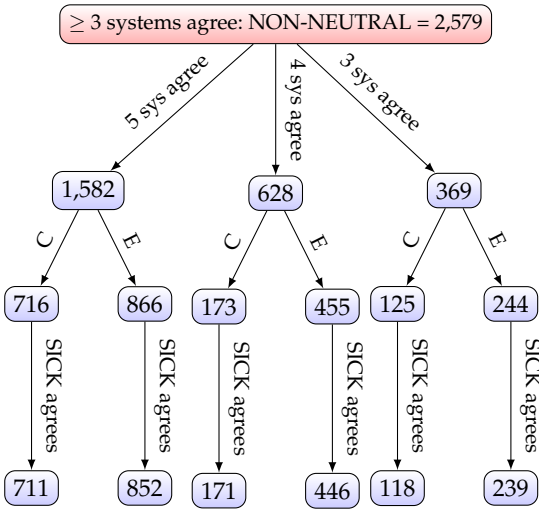 ≥ 3 systems agree: NON-NEUTRAL = 2,579
5 sys agree
4 sys agree
3 sys agree
1,582
628
369
C
E
C
E
C
E
716
866
173
455
125
244
SICK agrees
SICK agrees
SICK agrees
SICK agrees
SICK agrees
SICK agrees
711
852
171
446
118
239